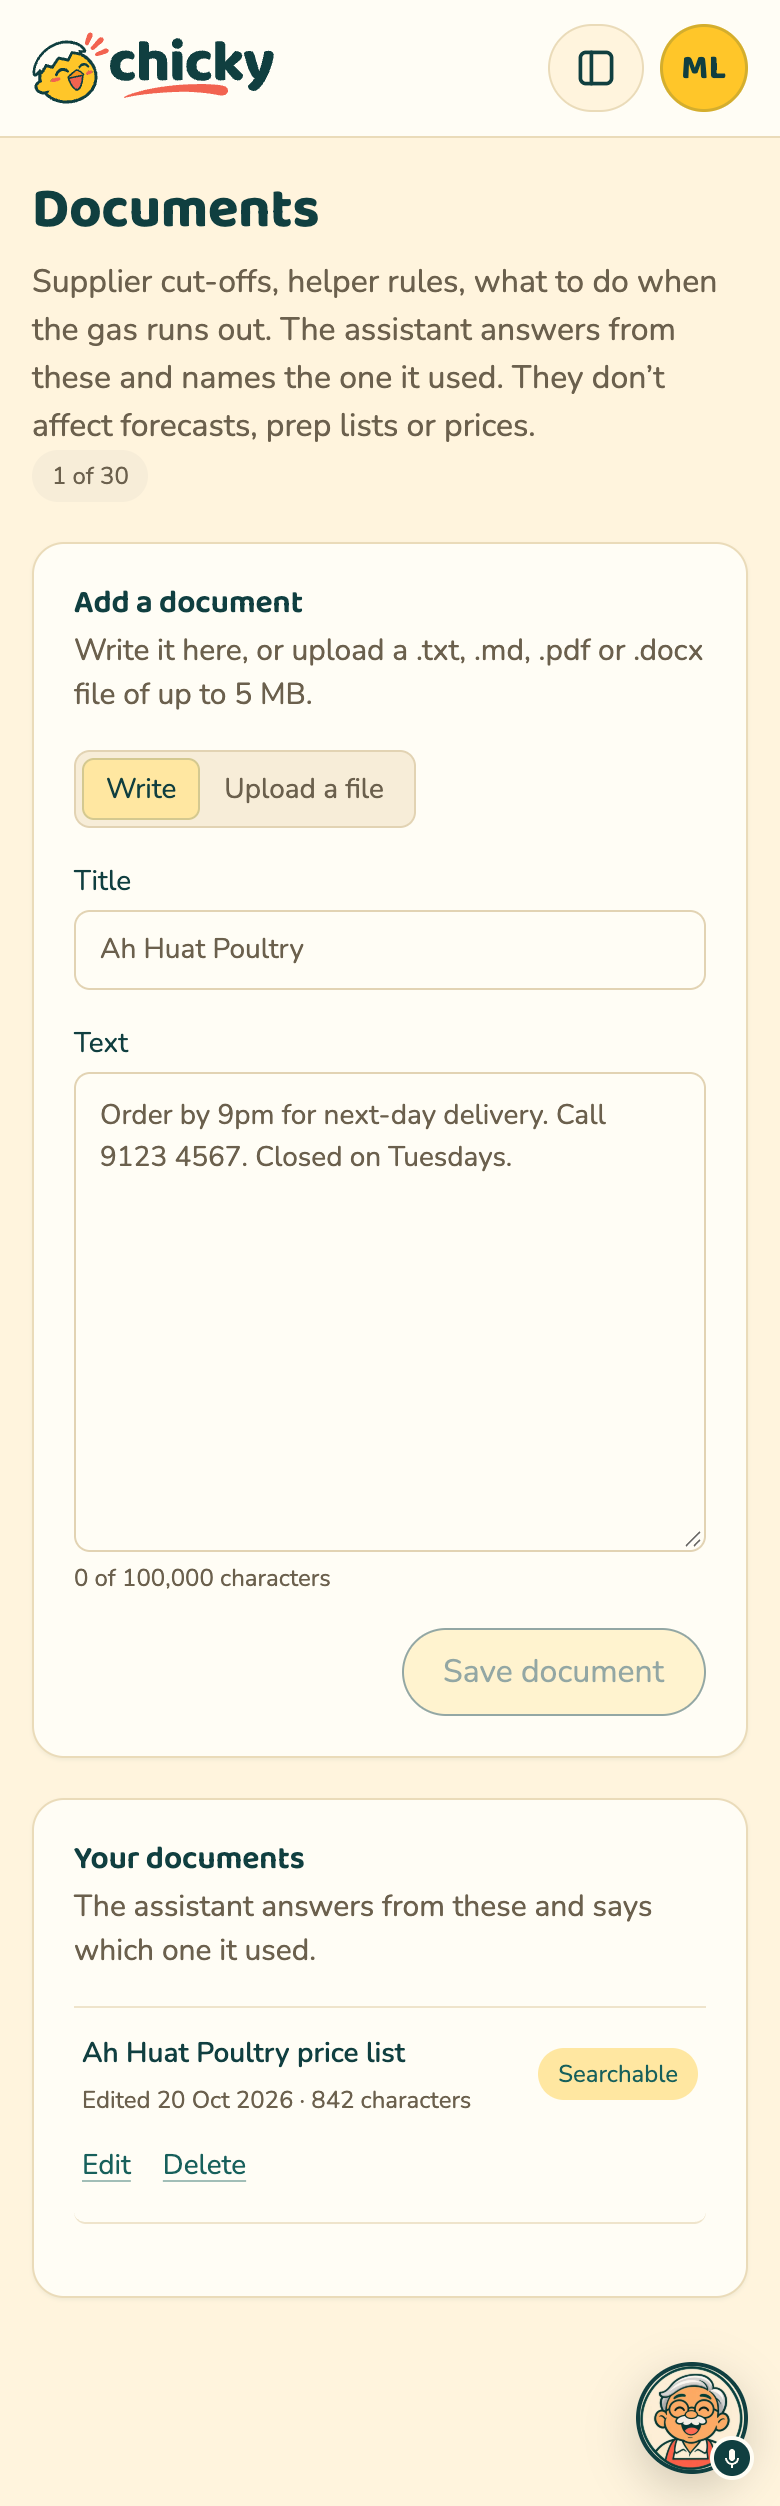 chicky
ML
Documents
Supplier cut-offs, helper rules, what to do when
the gas runs out. The assistant answers from
these and names the one it used. They don’t
affect forecasts, prep lists or prices.
1 of 30
Add a document
Write it here, or upload a .txt, .md, .pdf or .docx
file of up to 5 MB.
Write
Upload a file
Title
Ah Huat Poultry
Text
Order by 9pm for next-day delivery. Call
9123 4567. Closed on Tuesdays.
0 of 100,000 characters
Save document
Your documents
The assistant answers from these and says
which one it used.
Ah Huat Poultry price list
Searchable
Edited 20 Oct 2026 · 842 characters
Edit
Delete